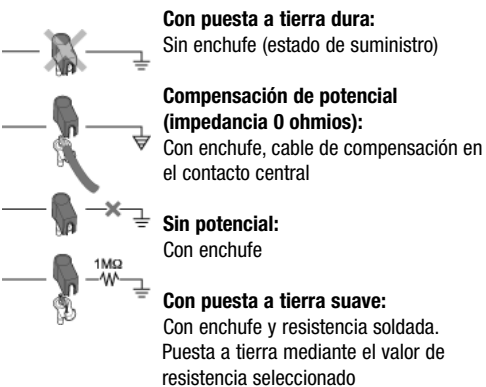 Con puesta a tierra dura:
Sin enchufe (estado de suministro)
Compensación de potencial
(impedancia 0 ohmios):
Con enchufe, cable de compensación en
el contacto central
Sin potencial:
Con enchufe
1MΩ
Con puesta a tierra suave:
Con enchufe y resistencia soldada.
Puesta a tierra mediante el valor de
resistencia seleccionado